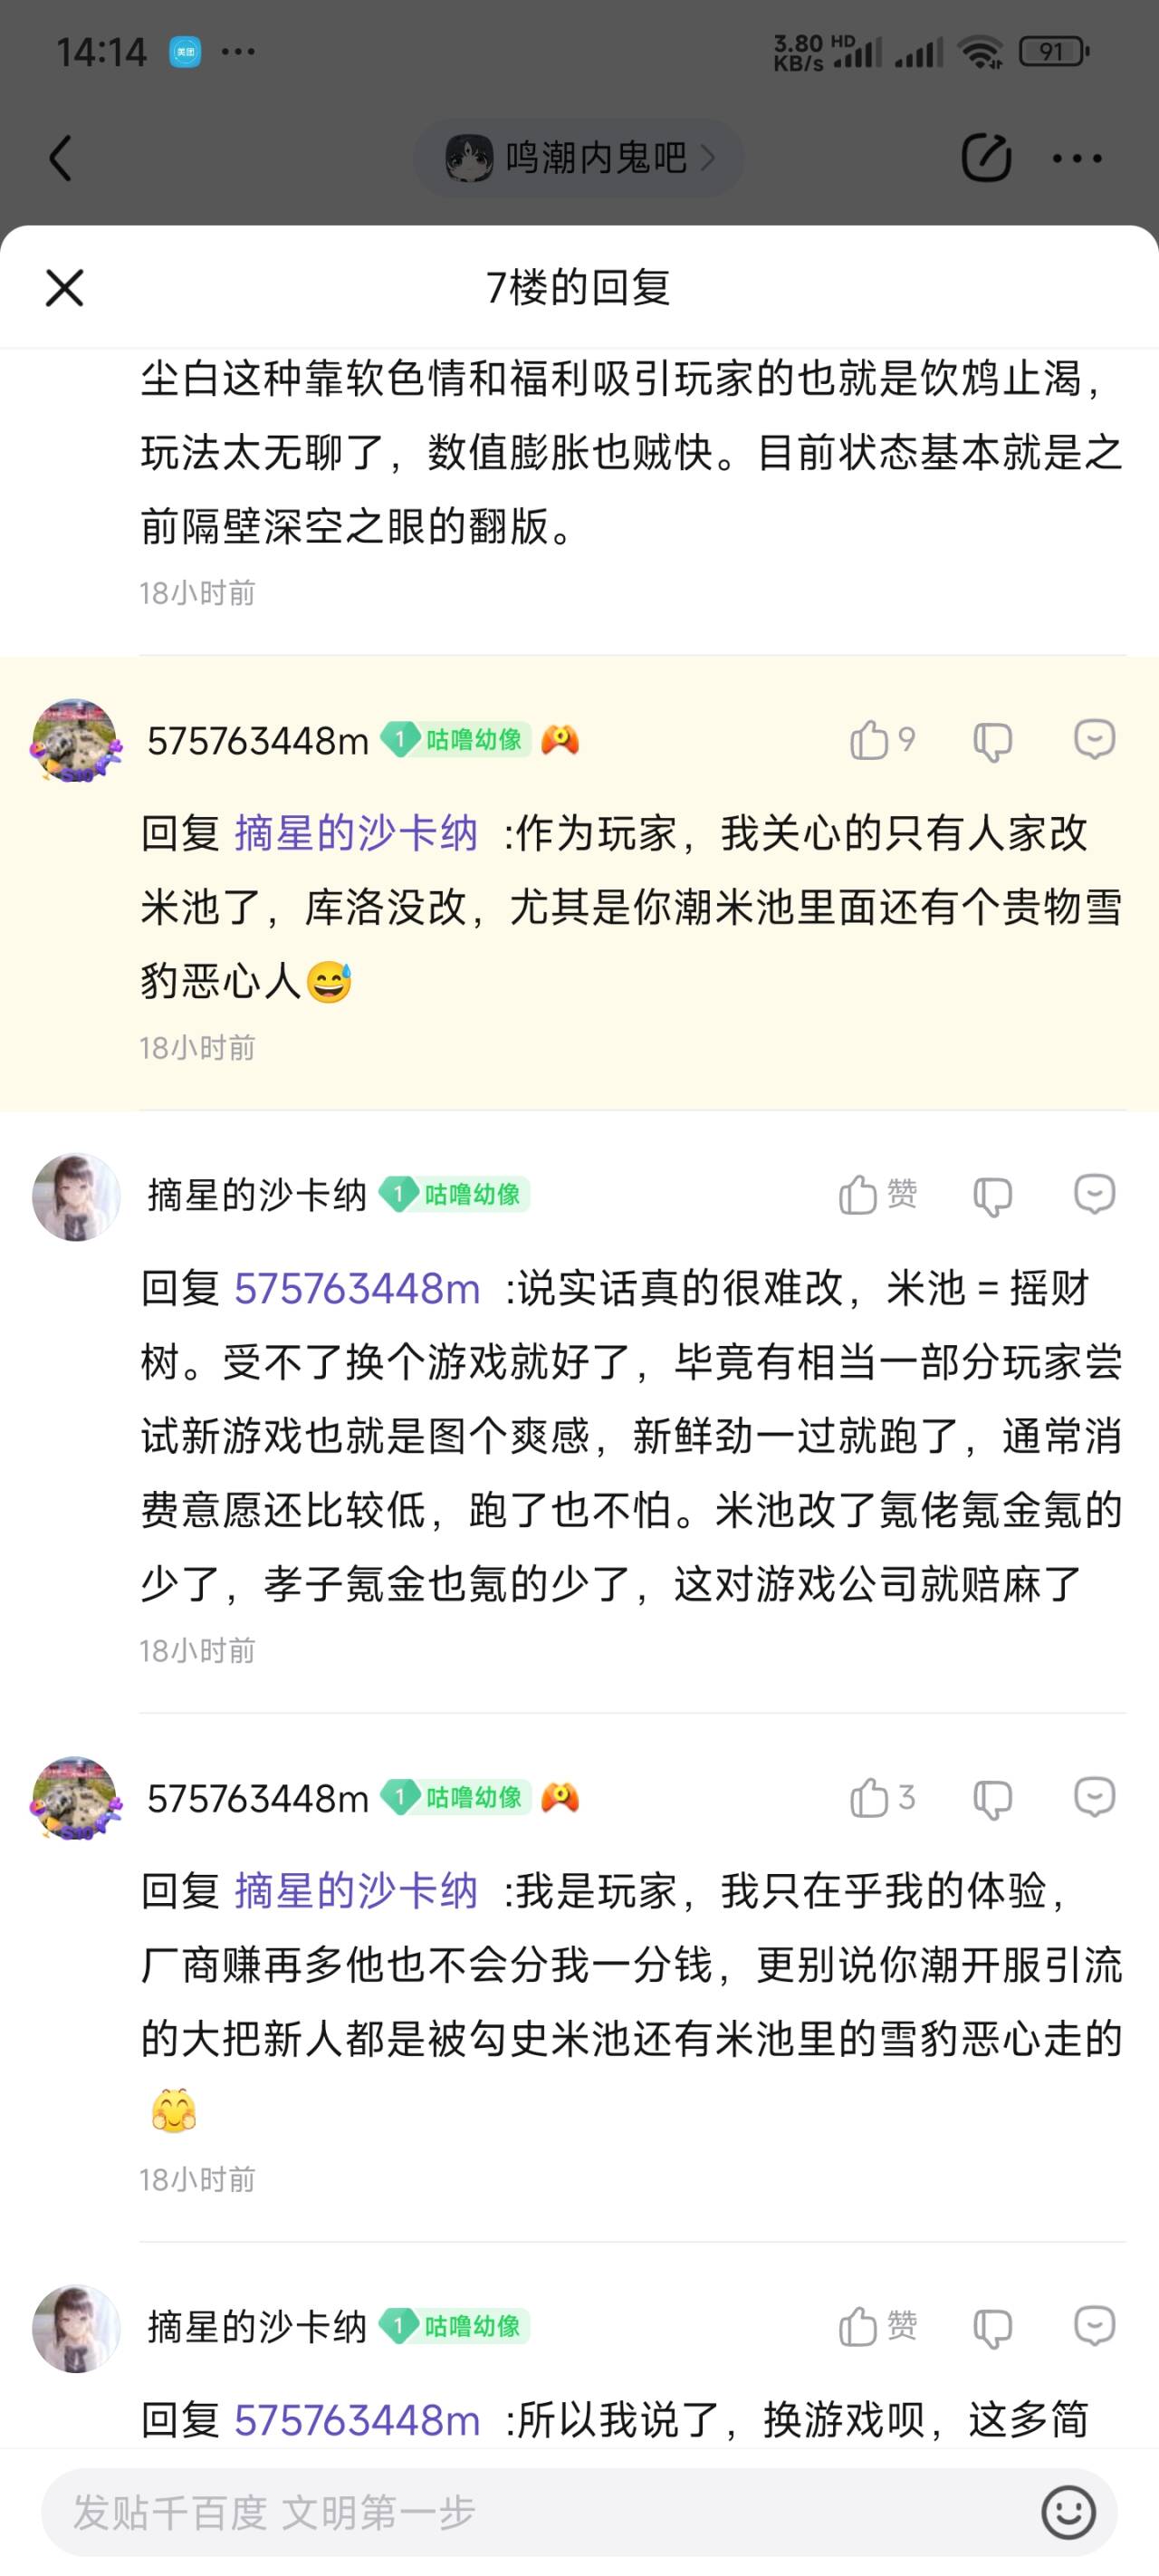 14:14 美团 ···
3.80 KB/s HD 91
鸣潮内鬼吧
7楼的回复
尘白这种靠软色情和福利吸引玩家的也就是饮鸩止渴，
玩法太无聊了，数值膨胀也贼快。目前状态基本就是之
前隔壁深空之眼的翻版。
18小时前
575763448m 1 咕噜幼像 9
回复 摘星的沙卡纳 :作为玩家，我关心的只有人家改
米池了，库洛没改，尤其是你潮米池里面还有个贵物雪
豹恶心人😅
18小时前
摘星的沙卡纳 1 咕噜幼像 赞
回复 575763448m :说实话真的很难改，米池 = 摇财
树。受不了换个游戏就好了，毕竟有相当一部分玩家尝
试新游戏也就是图个爽感，新鲜劲一过就跑了，通常消
费意愿还比较低，跑了也不怕。米池改了氪佬氪金氪的
少了，孝子氪金也氪的少了，这对游戏公司就赔麻了
18小时前
575763448m 1 咕噜幼像 3
回复 摘星的沙卡纳 :我是玩家，我只在乎我的体验，
厂商赚再多他也不会分我一分钱，更别说你潮开服引流
的大把新人都是被勾史米池还有米池里的雪豹恶心走的
🤗
18小时前
摘星的沙卡纳 1 咕噜幼像 赞
回复 575763448m :所以我说了，换游戏呗，这多简
发贴千百度 文明第一步